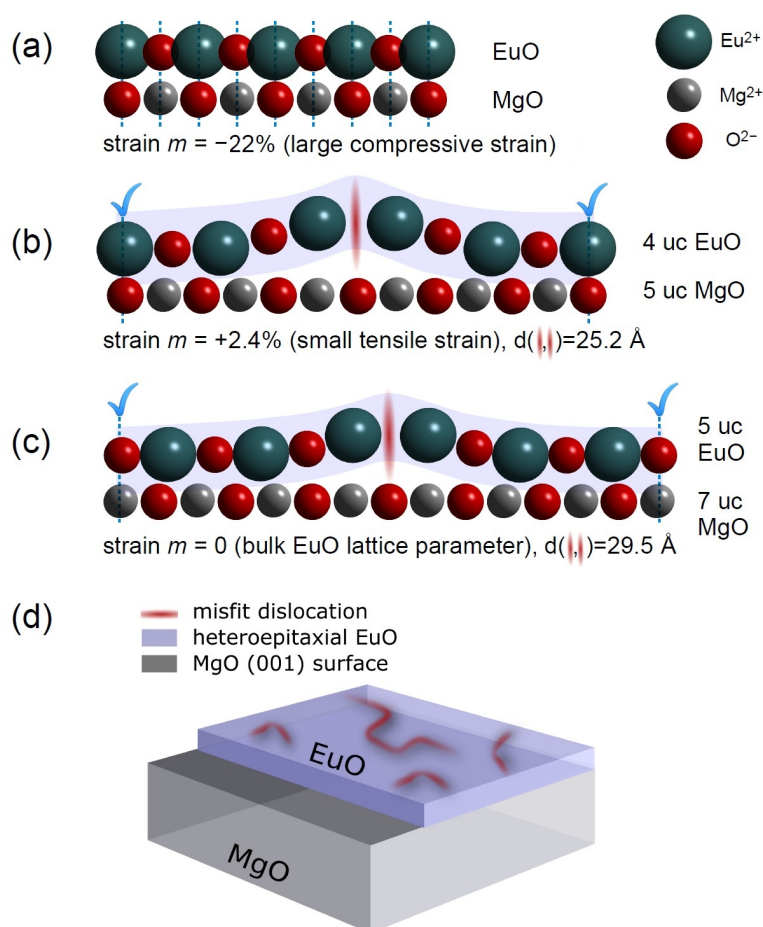 (a)
EuO
MgO
strain m = −22% (large compressive strain)
Eu²⁺
Mg²⁺
O²⁻
(b)
4 uc EuO
5 uc MgO
strain m = +2.4% (small tensile strain), d( , )=25.2 Å
(c)
5 uc
EuO
7 uc
MgO
strain m = 0 (bulk EuO lattice parameter), d( , )=29.5 Å
(d)
misfit dislocation
heteroepitaxial EuO
MgO (001) surface
EuO
MgO